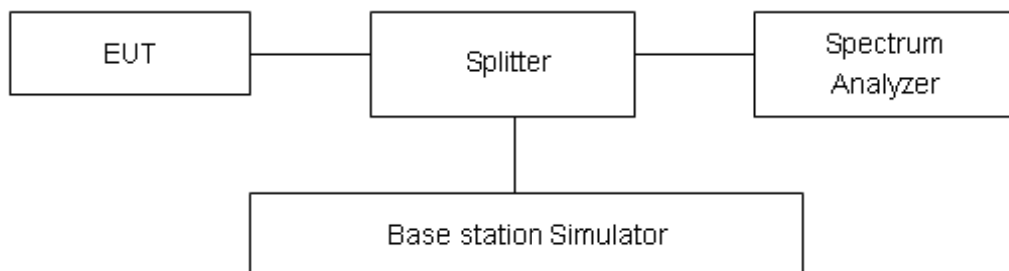 EUT
Splitter
Spectrum
Analyzer
Base station Simulator